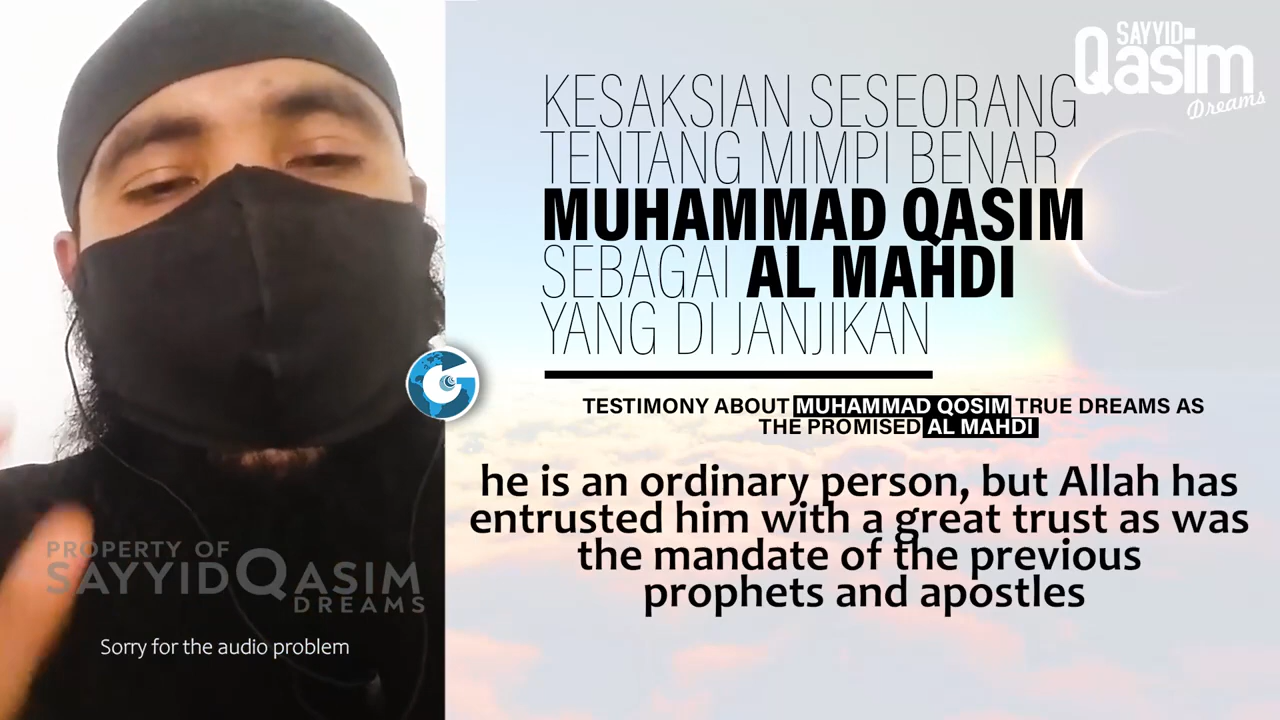 SAYYID
Qasim
Dreams
KESAKSIAN SESEORANG
TENTANG MIMPI BENAR
MUHAMMAD QASIM
SEBAGAI AL MAHDI
YANG DI JANJIKAN
TESTIMONY ABOUT MUHAMMAD QOSIM TRUE DREAMS AS
THE PROMISED AL MAHDI
he is an ordinary person, but Allah has
entrusted him with a great trust as was
the mandate of the previous
prophets and apostles
PROPERTY OF
SAYYIDQASIM
DREAMS
Sorry for the audio problem